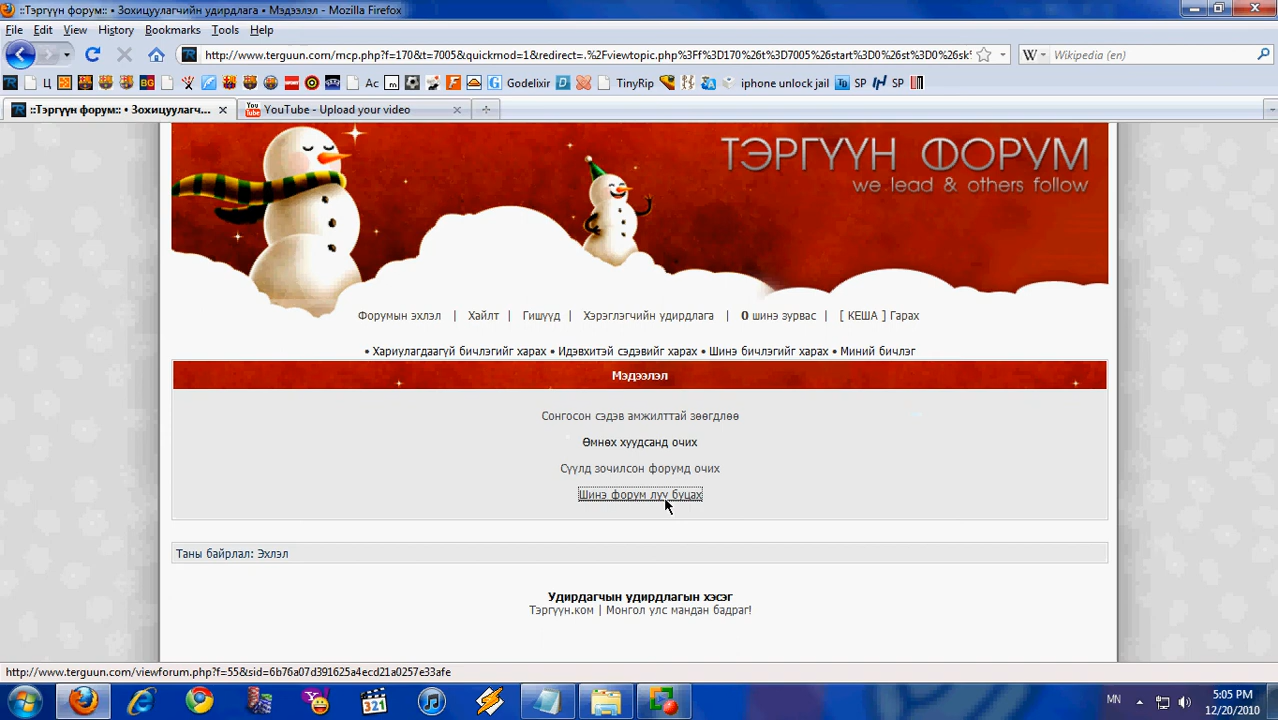 ::Тэргүүн форум:: • Зохицуулагчийн удирдлага • Мэдээлэл - Mozilla Firefox
File Edit View History Bookmarks Tools Help
http://www.terguun.com/mcp.php?f=170&t=7005&quickmod=1&redirect=.%2Fviewtopic.php%3Ff%3D170%26t%3D7005%26start%3D0%26st%3D0%26sk% Wikipedia (en)
Ц Ac Godelixir TinyRip iphone unlock jail SP SP
::Тэргүүн форум:: • Зохицуулагч... YouTube - Upload your video
ТЭРГҮҮН ФОРУМ
we lead & others follow
Форумын эхлэл | Хайлт | Гишүүд | Хэрэглэгчийн удирдлага | 0 шинэ зурвас | [ КЕША ] Гарах
• Хариулагдаагүй бичлэгийг харах • Идэвхитэй сэдэвийг харах • Шинэ бичлэгийг харах • Миний бичлэг
Мэдээлэл
Сонгосон сэдэв амжилттай зөөгдлөө
Өмнөх хуудсанд очих
Сүүлд зочилсон форумд очих
Шинэ форум луу буцах
Таны байрлал: Эхлэл
Удирдагчын удирдлагын хэсэг
Тэргүүн.ком | Монгол улс мандан бадраг!
http://www.terguun.com/viewforum.php?f=55&sid=6b76a07d391625a4ecd21a0257e33afe
MN 5:05 PM
12/20/2010